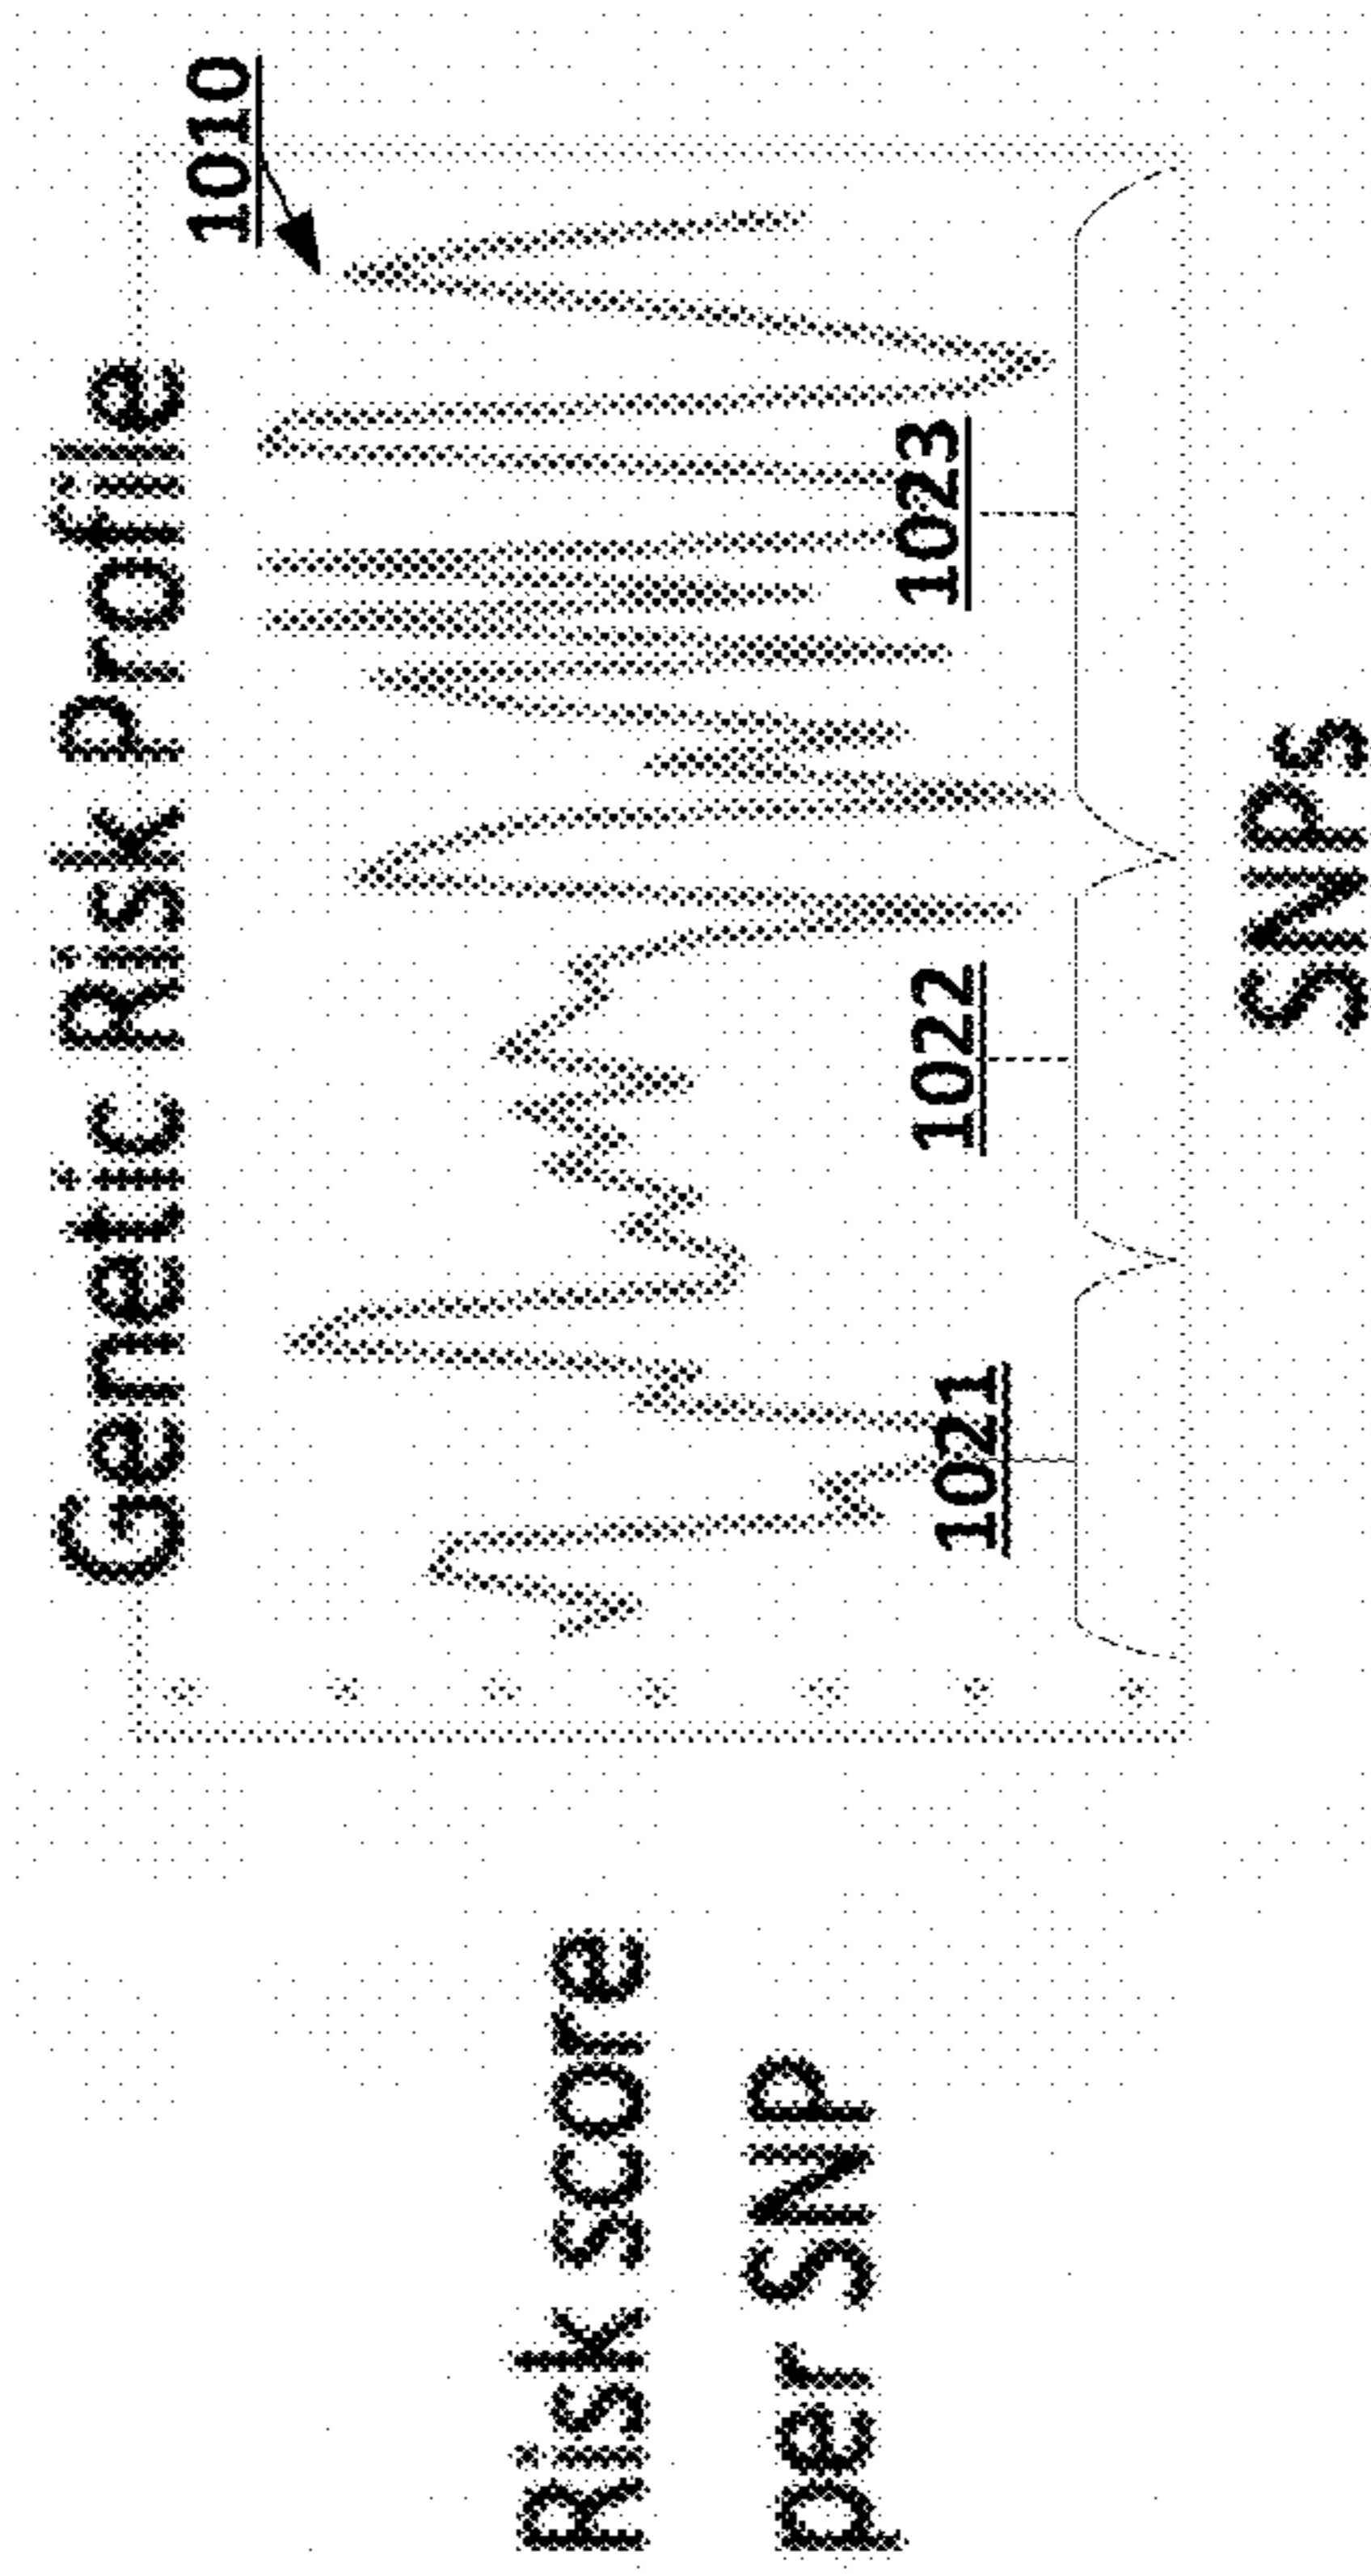 Genetic Risk Profile
1010
Risk score
per SNP
1021
1022
1023
SNPs